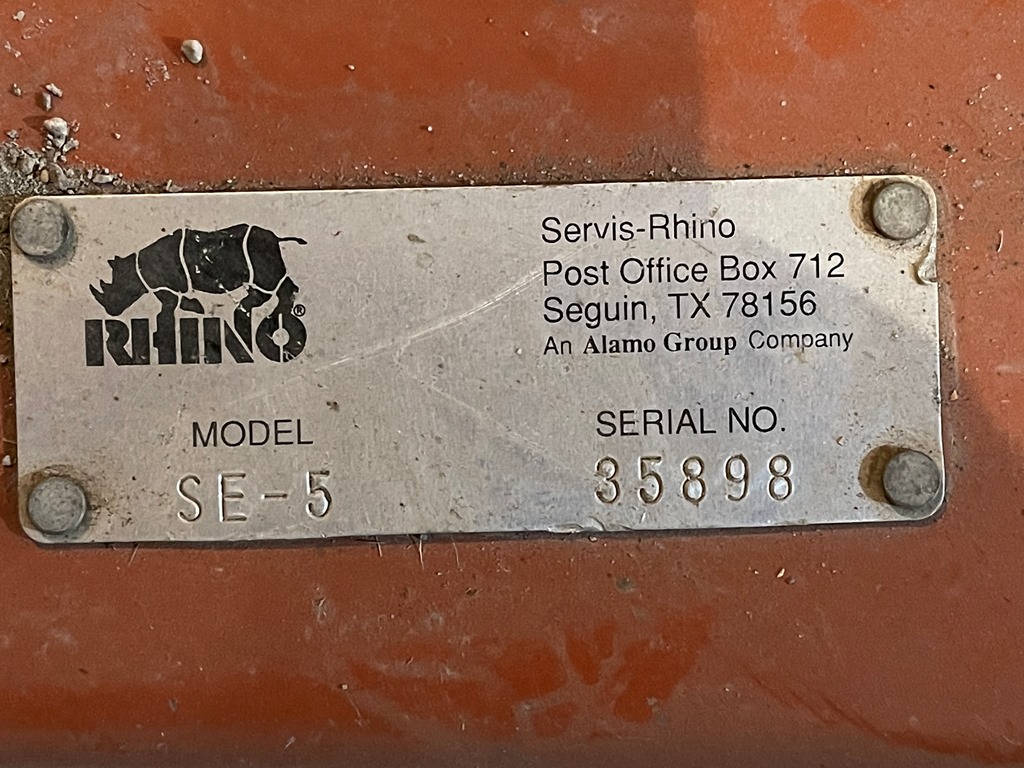 RHINO®
Servis-Rhino
Post Office Box 712
Seguin, TX 78156
An Alamo Group Company
MODEL
SE-5
SERIAL NO.
35898